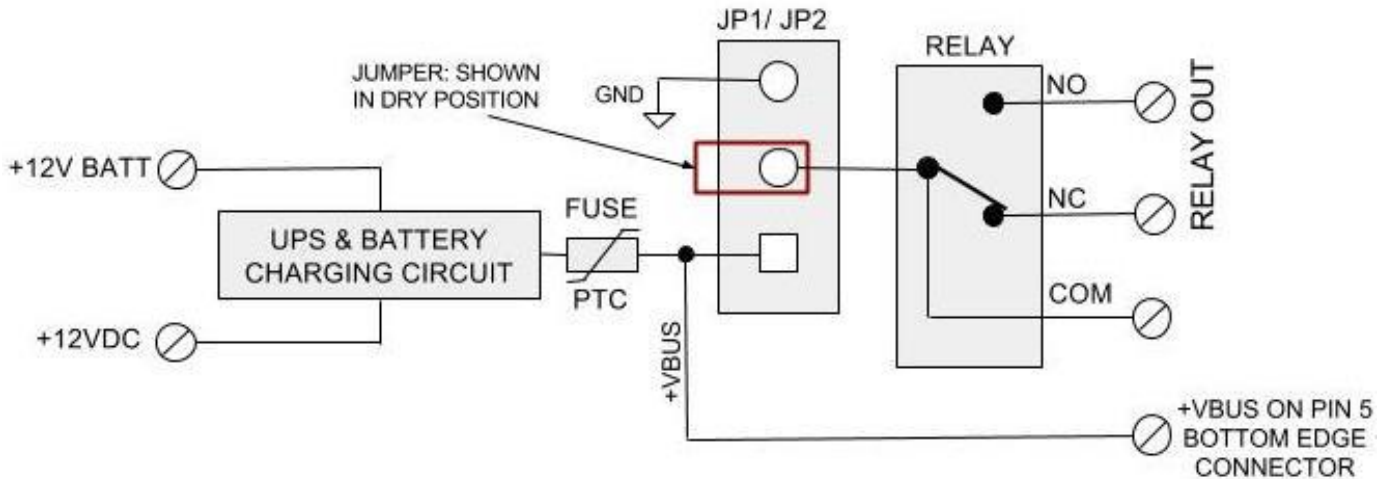 JP1/ JP2
RELAY
JUMPER: SHOWN
IN DRY POSITION
GND
NO
RELAY OUT
+12V BATT
FUSE
NC
UPS & BATTERY
CHARGING CIRCUIT
PTC
COM
+12VDC
+VBUS
+VBUS ON PIN 5
BOTTOM EDGE
CONNECTOR